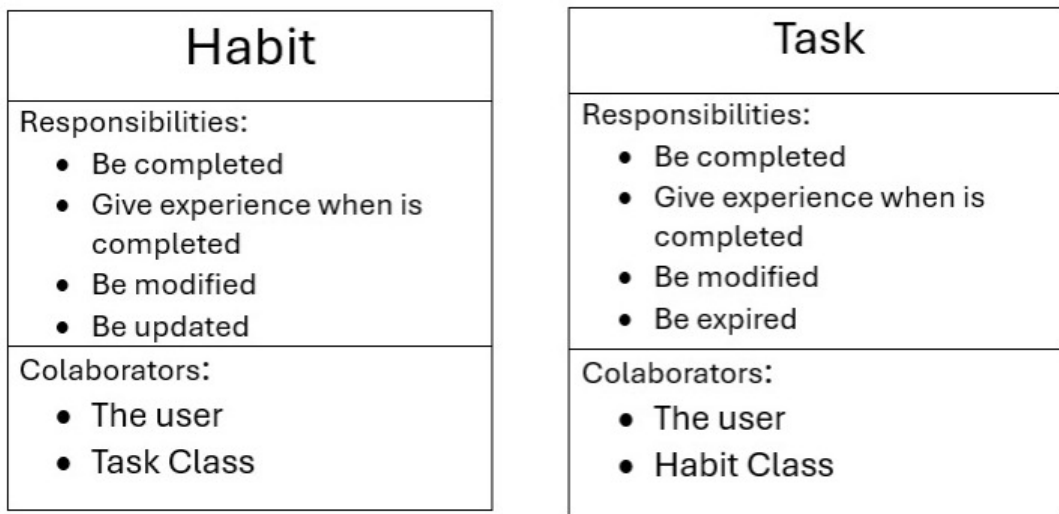 Habit
Responsibilities:
• Be completed
• Give experience when is
completed
• Be modified
• Be updated
Colaborators:
• The user
• Task Class
Task
Responsibilities:
• Be completed
• Give experience when is
completed
• Be modified
• Be expired
Colaborators:
• The user
• Habit Class